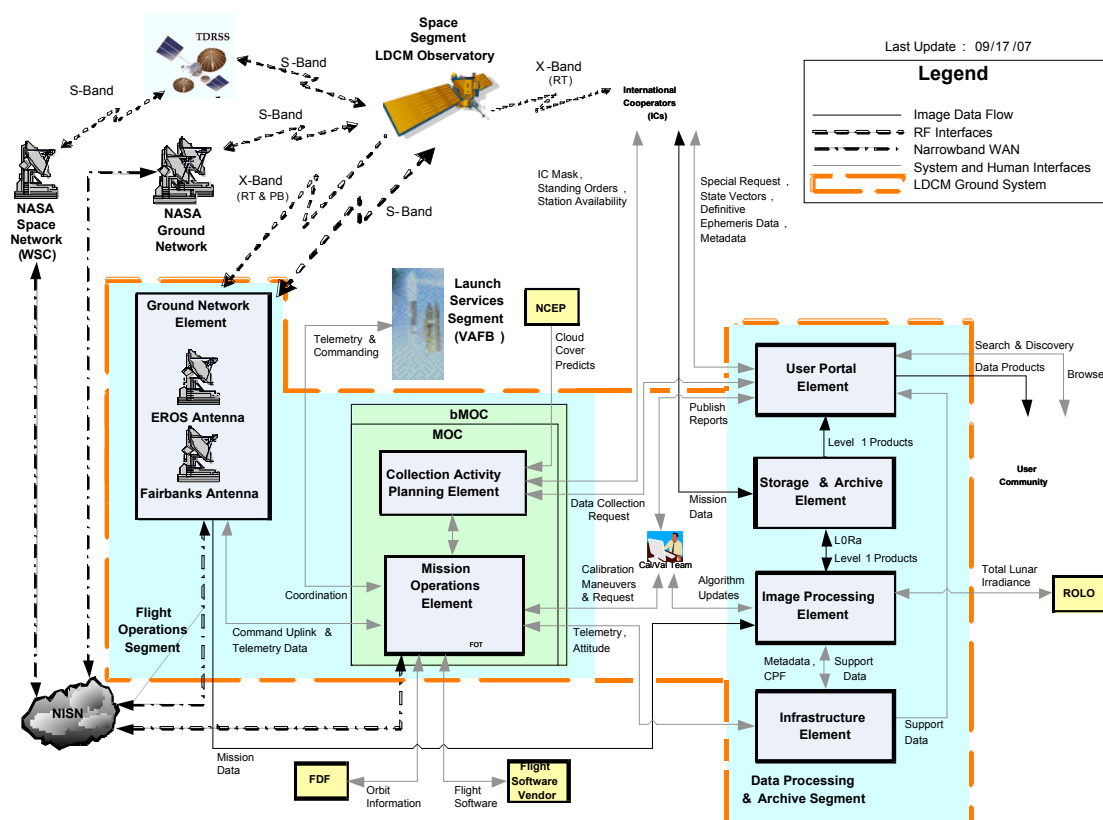 Space
Segment
LDCM Observatory
TDRSS
S-Band
S-Band
S-Band
X-Band
(RT)
International
Cooperators
(ICs)
Last Update : 09/17 /07
Legend
Image Data Flow
RF Interfaces
Narrowband WAN
System and Human Interfaces
LDCM Ground System
NASA
Space
Network
(WSC)
NASA
Ground
Network
X-Band
(RT & PB)
S-Band
IC Mask ,
Standing Orders ,
Station Availability
Special Request ,
State Vectors ,
Definitive
Ephemeris Data ,
Metadata
Ground Network
Element
EROS Antenna
Fairbanks Antenna
Launch
Services
Segment
(VAFB )
Telemetry &
Commanding
NCEP
Cloud
Cover
Predicts
bMOC
MOC
Collection Activity
Planning Element
Mission
Operations
Element
FOT
Coordination
Command Uplink &
Telemetry Data
Flight
Operations
Segment
NISN
Mission
Data
FDF
Orbit
Information
Flight
Software
Flight
Software
Vendor
Publish
Reports
Data Collection
Request
Mission
Data
Cal/Val Team
Calibration
Maneuvers
& Request
Algorithm
Updates
Telemetry ,
Attitude
User Portal
Element
Search & Discovery
Data Products
Browse
Level 1 Products
Storage & Archive
Element
User
Community
L0Ra
Level 1 Products
Image Processing
Element
Total Lunar
Irradiance
ROLO
Metadata ,
CPF
Support
Data
Infrastructure
Element
Support
Data
Data Processing
& Archive Segment